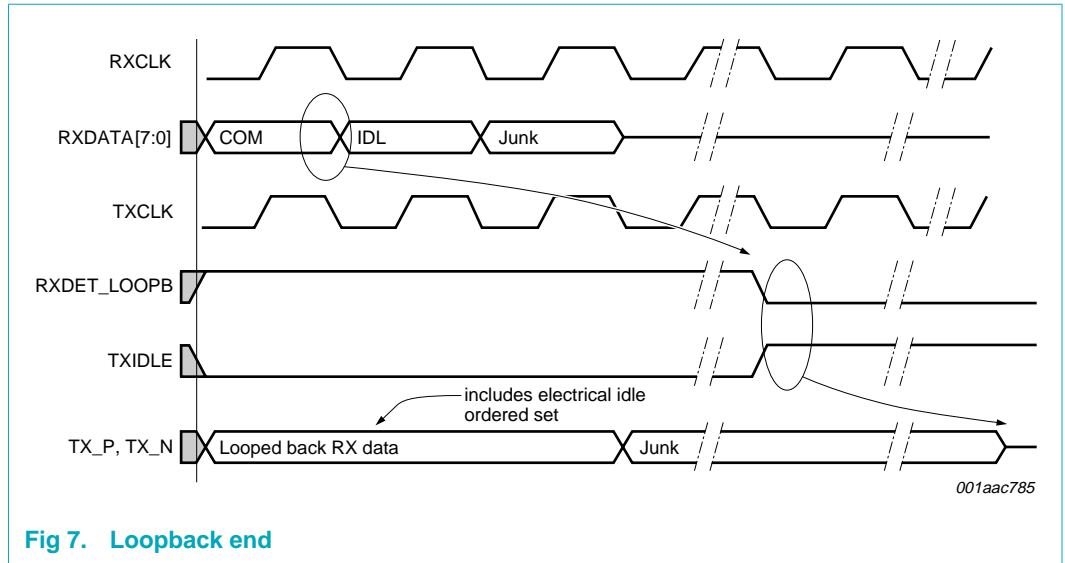 RXCLK
RXDATA[7:0]
COM
IDL
Junk
TXCLK
RXDET_LOOPB
TXIDLE
includes electrical idle
ordered set
TX_P, TX_N
Looped back RX data
Junk
001aac785
Fig 7. Loopback end